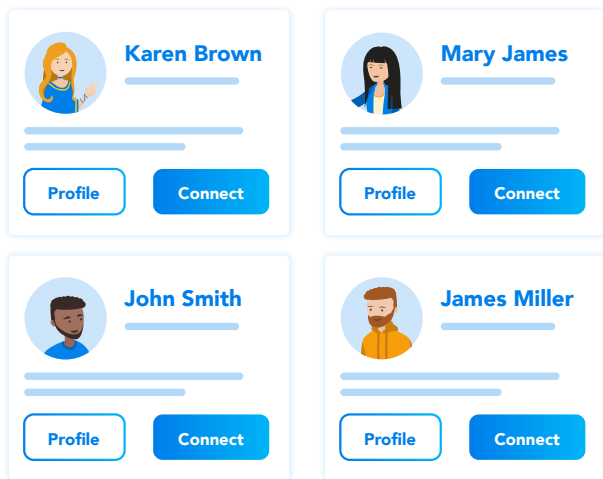 Karen Brown
Profile
Connect
Mary James
Profile
Connect
John Smith
Profile
Connect
James Miller
Profile
Connect